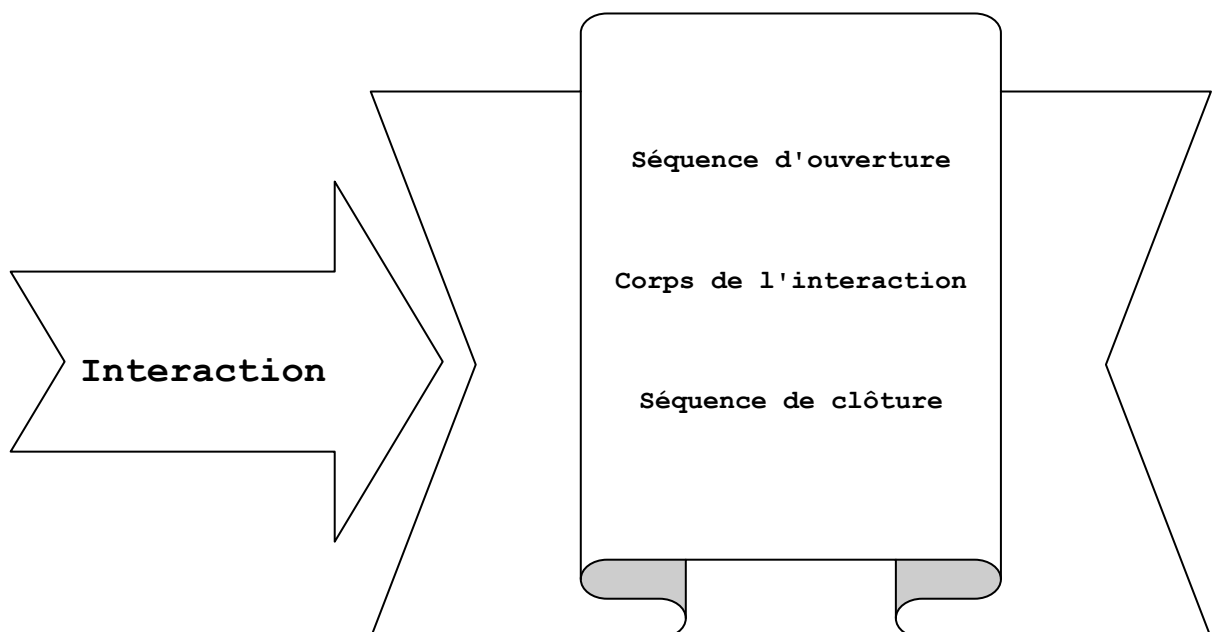 Séquence d'ouverture
Corps de l'interaction
Interaction
Séquence de clôture